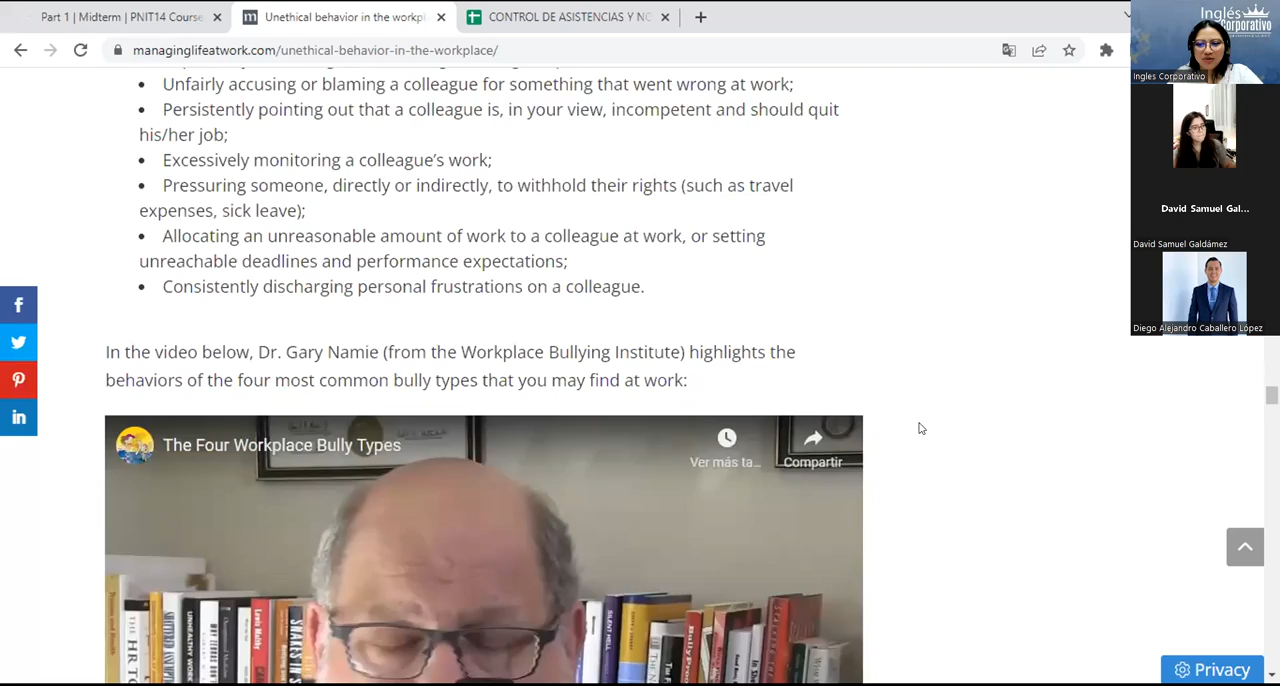 Part 1 | Midterm | PNIT14 Course
Unethical behavior in the workpl
CONTROL DE ASISTENCIAS Y NO
managinglifeatwork.com/unethical-behavior-in-the-workplace/
Inglés
Corporativo
Ingles Corporativo
David Samuel Gal...
David Samuel Galdámez
Diego Alejandro Caballero López
• Unfairly accusing or blaming a colleague for something that went wrong at work;
• Persistently pointing out that a colleague is, in your view, incompetent and should quit
his/her job;
• Excessively monitoring a colleague's work;
• Pressuring someone, directly or indirectly, to withhold their rights (such as travel
expenses, sick leave);
• Allocating an unreasonable amount of work to a colleague at work, or setting
unreachable deadlines and performance expectations;
• Consistently discharging personal frustrations on a colleague.
In the video below, Dr. Gary Namie (from the Workplace Bullying Institute) highlights the
behaviors of the four most common bully types that you may find at work:
The Four Workplace Bully Types
Ver más ta...
Compartir
Privacy